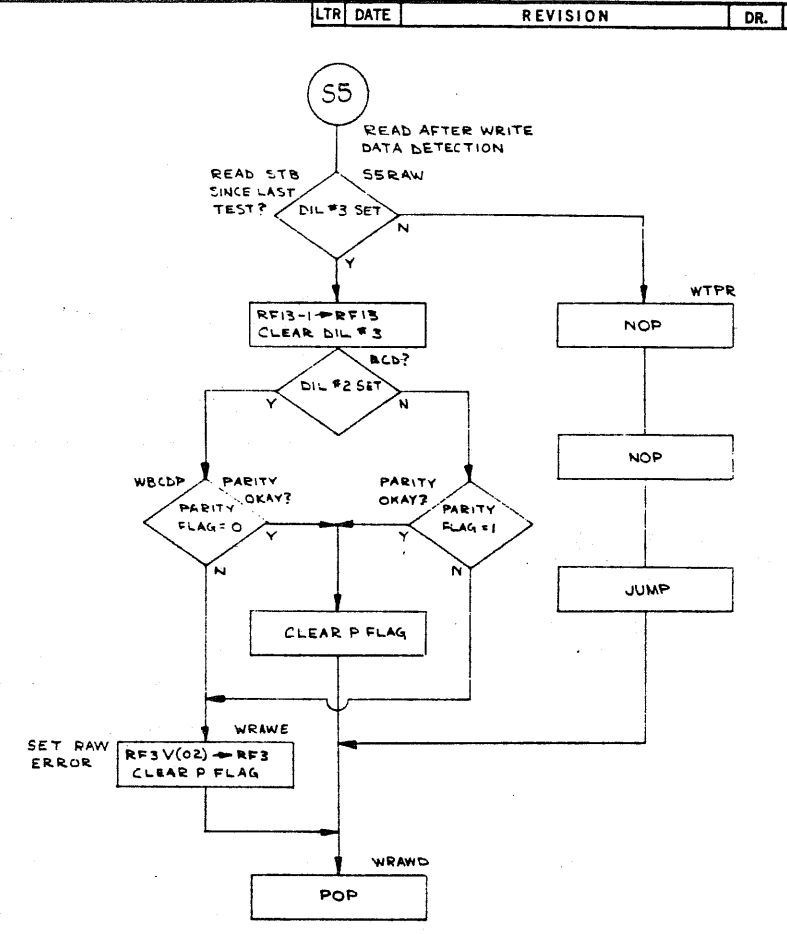 LTR DATE REVISION DR.
S5
READ AFTER WRITE
DATA DETECTION
READ STB
SINCE LAST
TEST?
S5RAW
DIL #3 SET
N
Y
WTPR
RF13-1→RF13
CLEAR DIL #3
NOP
BCD?
DIL #2 SET
Y
N
NOP
WBCDP
PARITY
OKAY?
PARITY
FLAG=0
Y
N
PARITY
OKAY?
PARITY
FLAG=1
Y
N
JUMP
CLEAR P FLAG
SET RAW
ERROR
WRAWE
RF3 V(02)→RF3
CLEAR P FLAG
WRAWD
POP